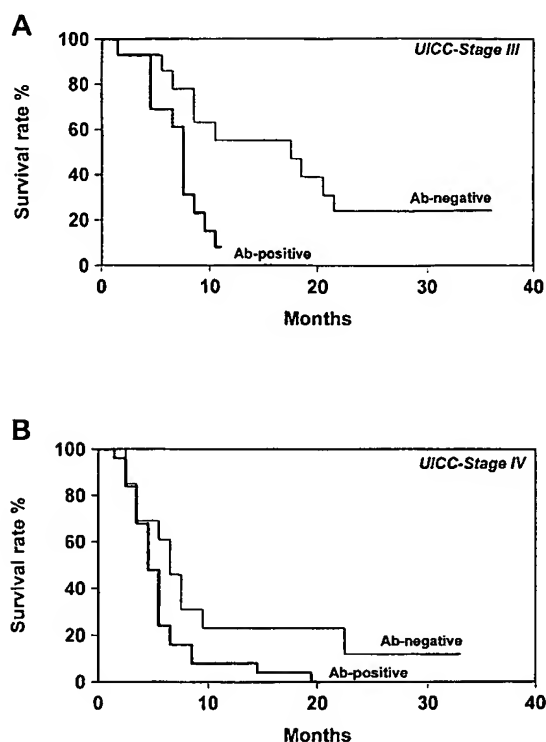 A
UICC-Stage III
Survival rate %
100
80
60
40
20
0
Ab-negative
Ab-positive
0 10 20 30 40
Months
B
UICC-Stage IV
Survival rate %
100
80
60
40
20
0
Ab-negative
Ab-positive
0 10 20 30 40
Months